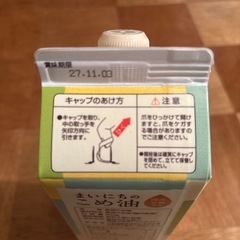 賞味期限
27.11.03
キャップのあけ方
●キャップを取り、
中の取っ手を
矢印方向に
引きます。
⚠注意
爪をひっかけて開け
ますと、爪をケガす
る場合がありますので
ご注意ください。
●開栓後は確実にキャップ
を閉めて、立てて保管し
てください。
まいにちの
こめ油